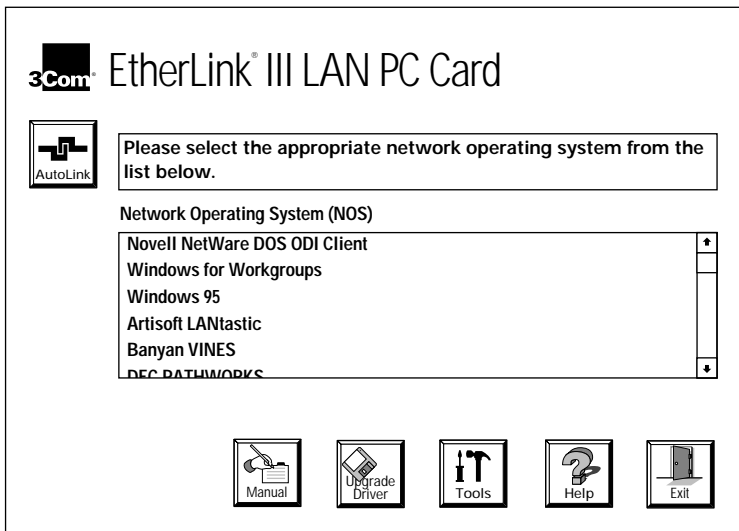 3Com® EtherLink® III LAN PC Card
AutoLink
Please select the appropriate network operating system from the
list below.
Network Operating System (NOS)
Novell NetWare DOS ODI Client
Windows for Workgroups
Windows 95
Artisoft LANtastic
Banyan VINES
DEC PATHWORKS
Manual
Upgrade
Driver
Tools
Help
Exit